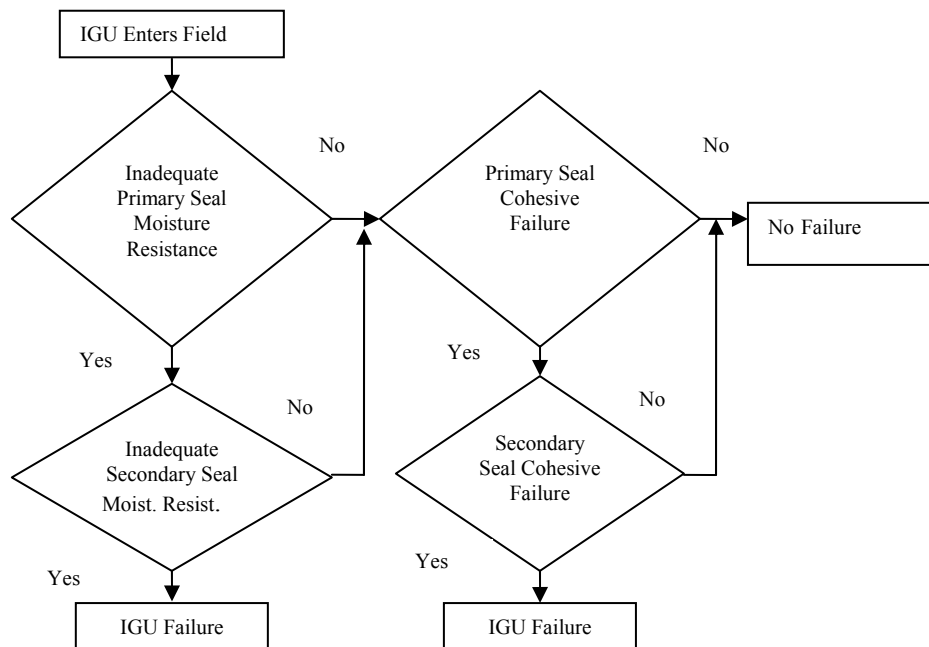 IGU Enters Field
No
No
Inadequate
Primary Seal
Moisture
Resistance
Primary Seal
Cohesive
Failure
No Failure
Yes
Yes
No
No
Inadequate
Secondary Seal
Moist. Resist.
Secondary
Seal Cohesive
Failure
Yes
Yes
IGU Failure
IGU Failure